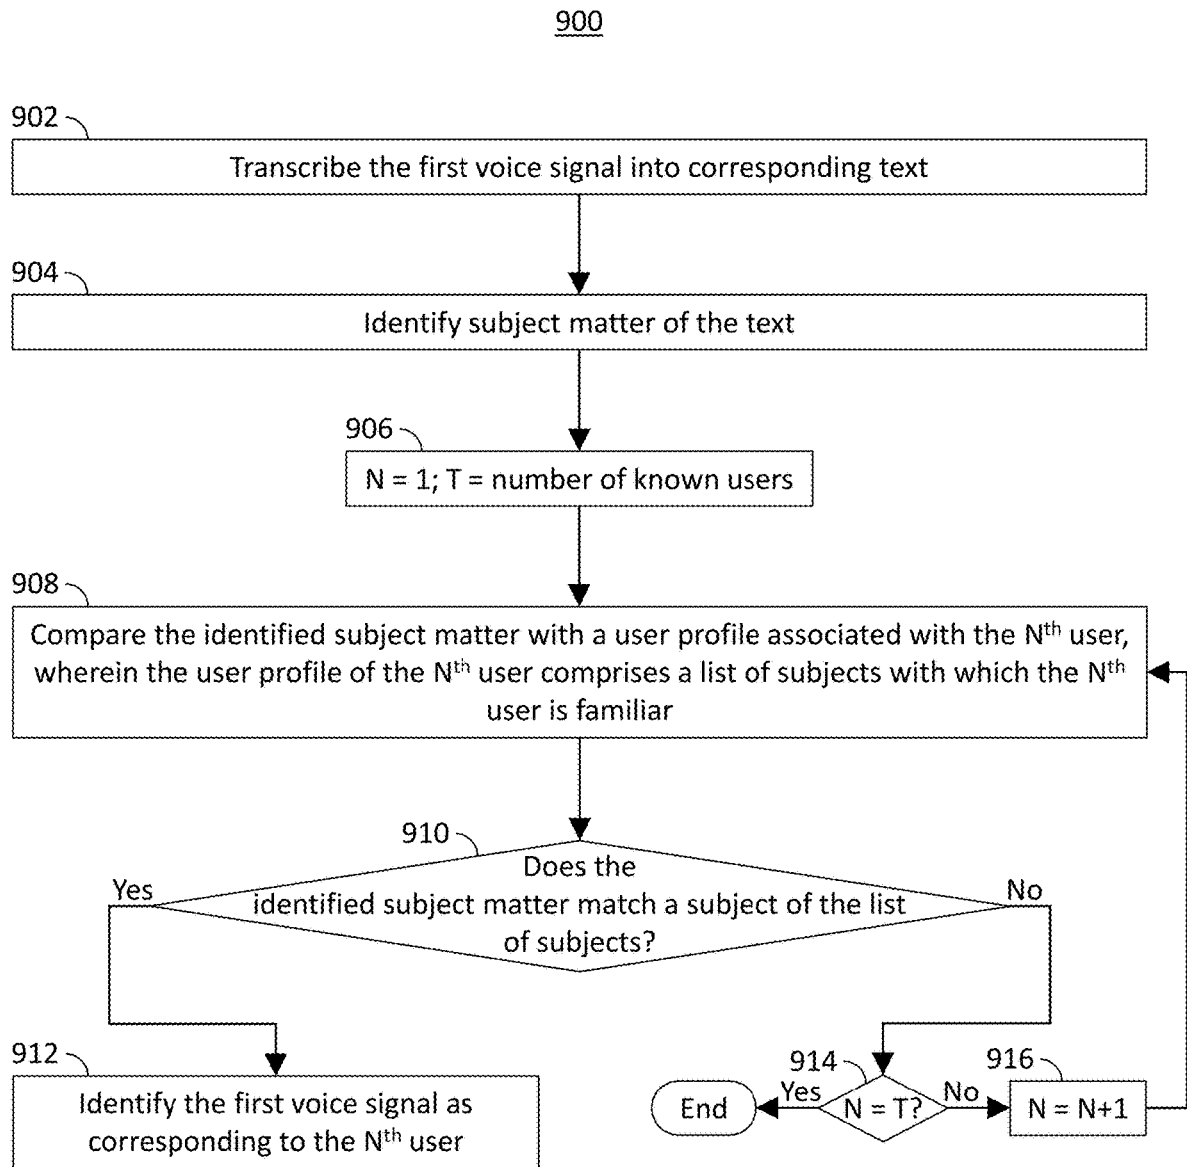 900
902
Transcribe the first voice signal into corresponding text
904
Identify subject matter of the text
906
N = 1; T = number of known users
908
Compare the identified subject matter with a user profile associated with the Nth user,
wherein the user profile of the Nth user comprises a list of subjects with which the Nth
user is familiar
910
Does the
identified subject matter match a subject of the list
of subjects?
Yes
No
912
Identify the first voice signal as
corresponding to the Nth user
914
N = T?
Yes
End
No
916
N = N+1